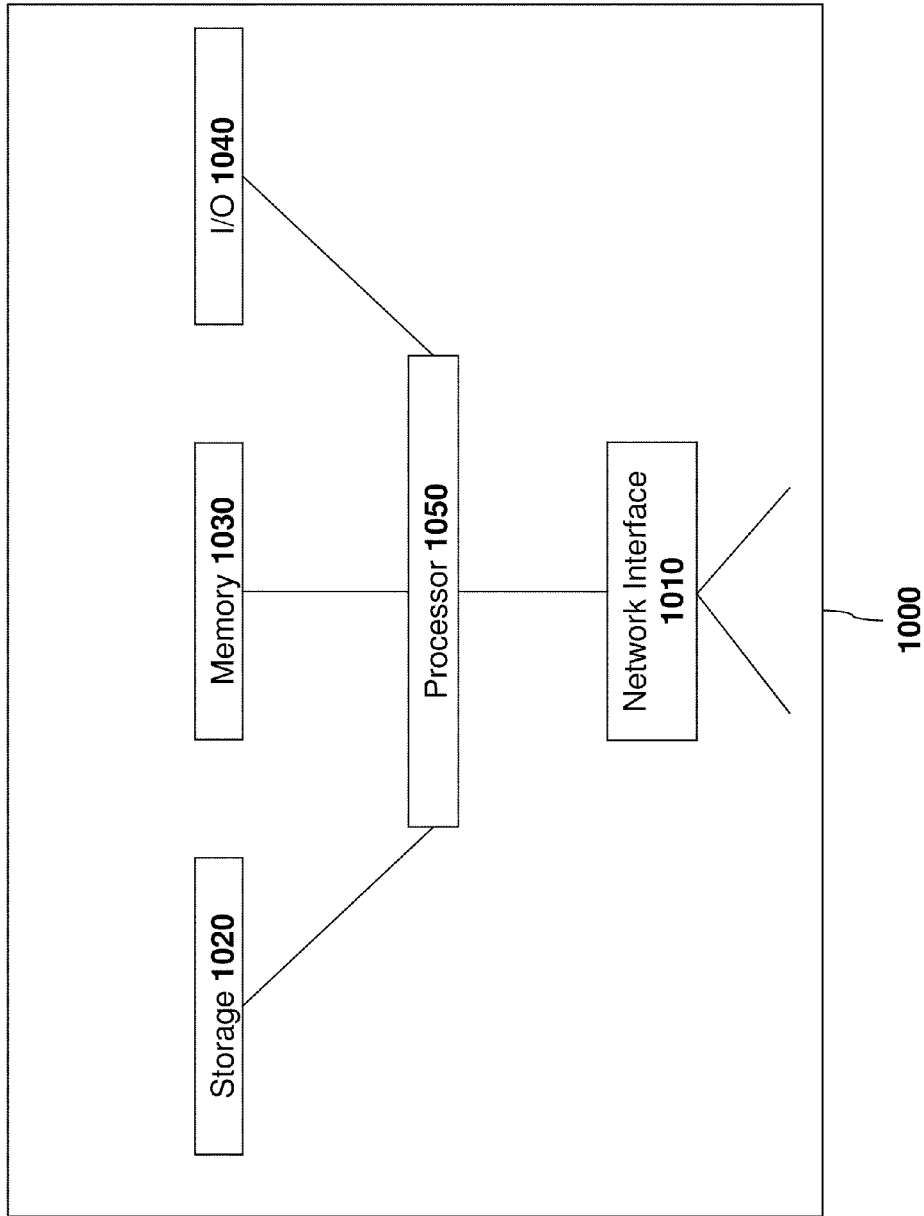 Storage 1020
Memory 1030
I/O 1040
Processor 1050
Network Interface
1010
1000